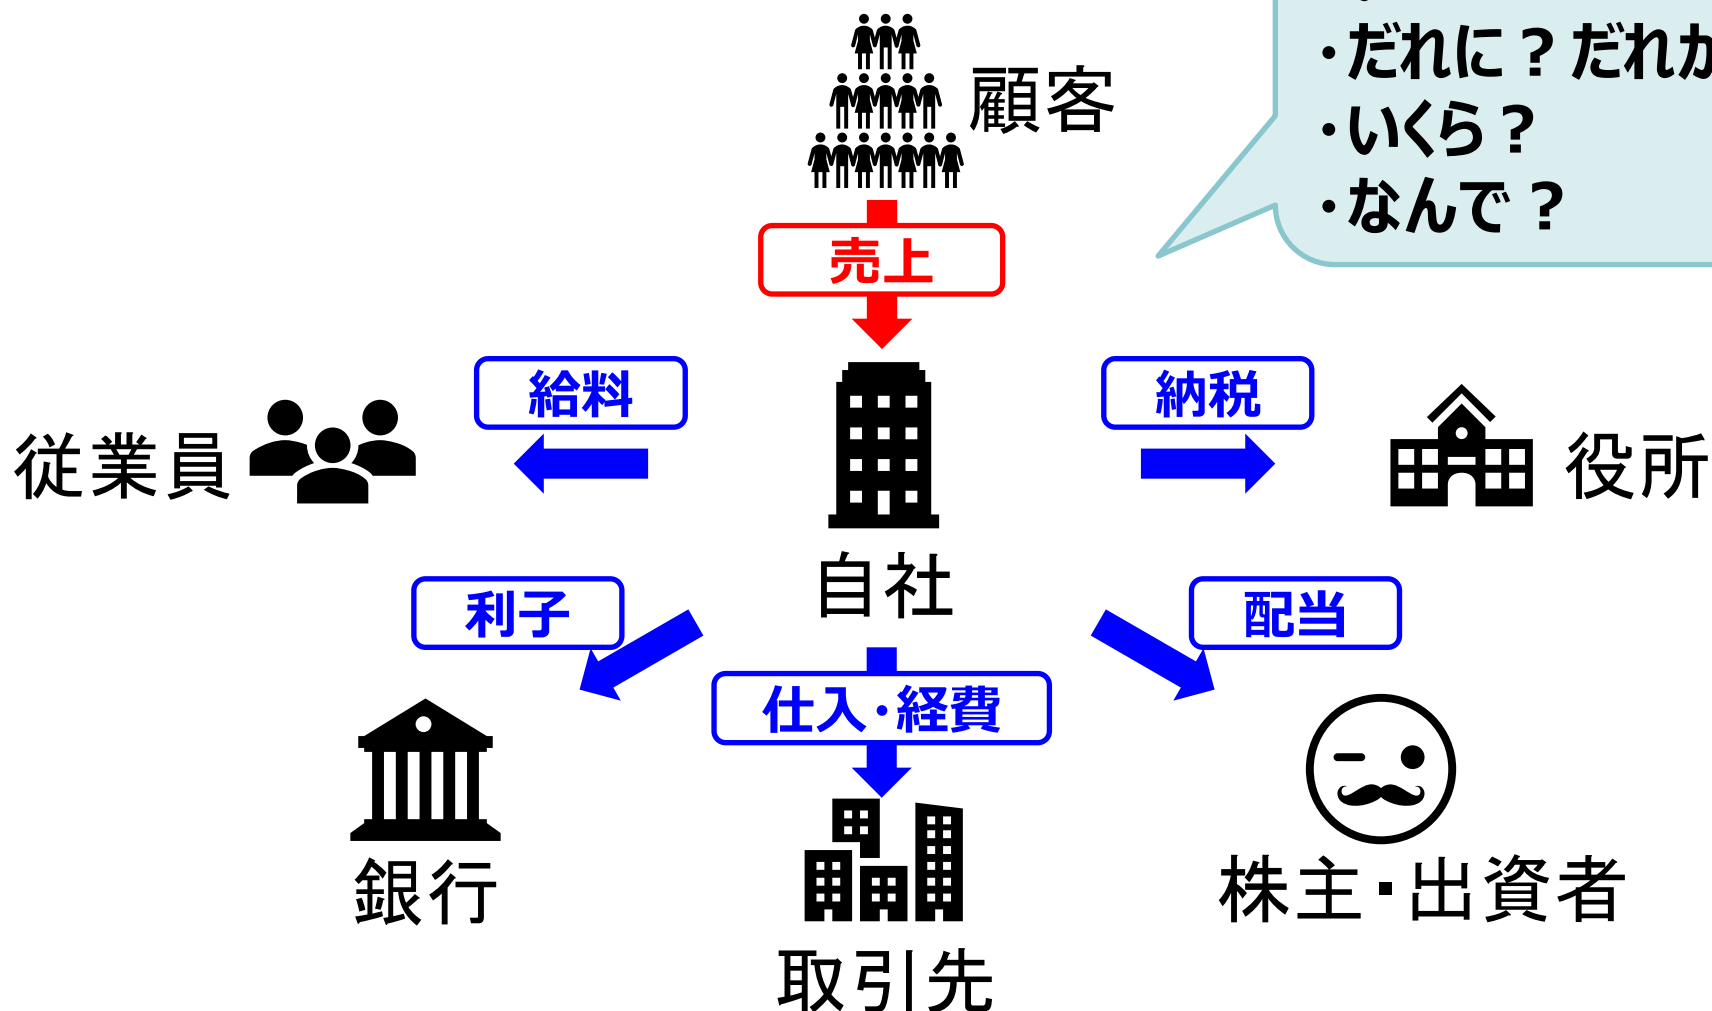 ・だれに？だれか
・いくら？
・なんで？
顧客
売上
給料
納税
従業員
役所
自社
利子
配当
仕入・経費
銀行
株主・出資者
取引先